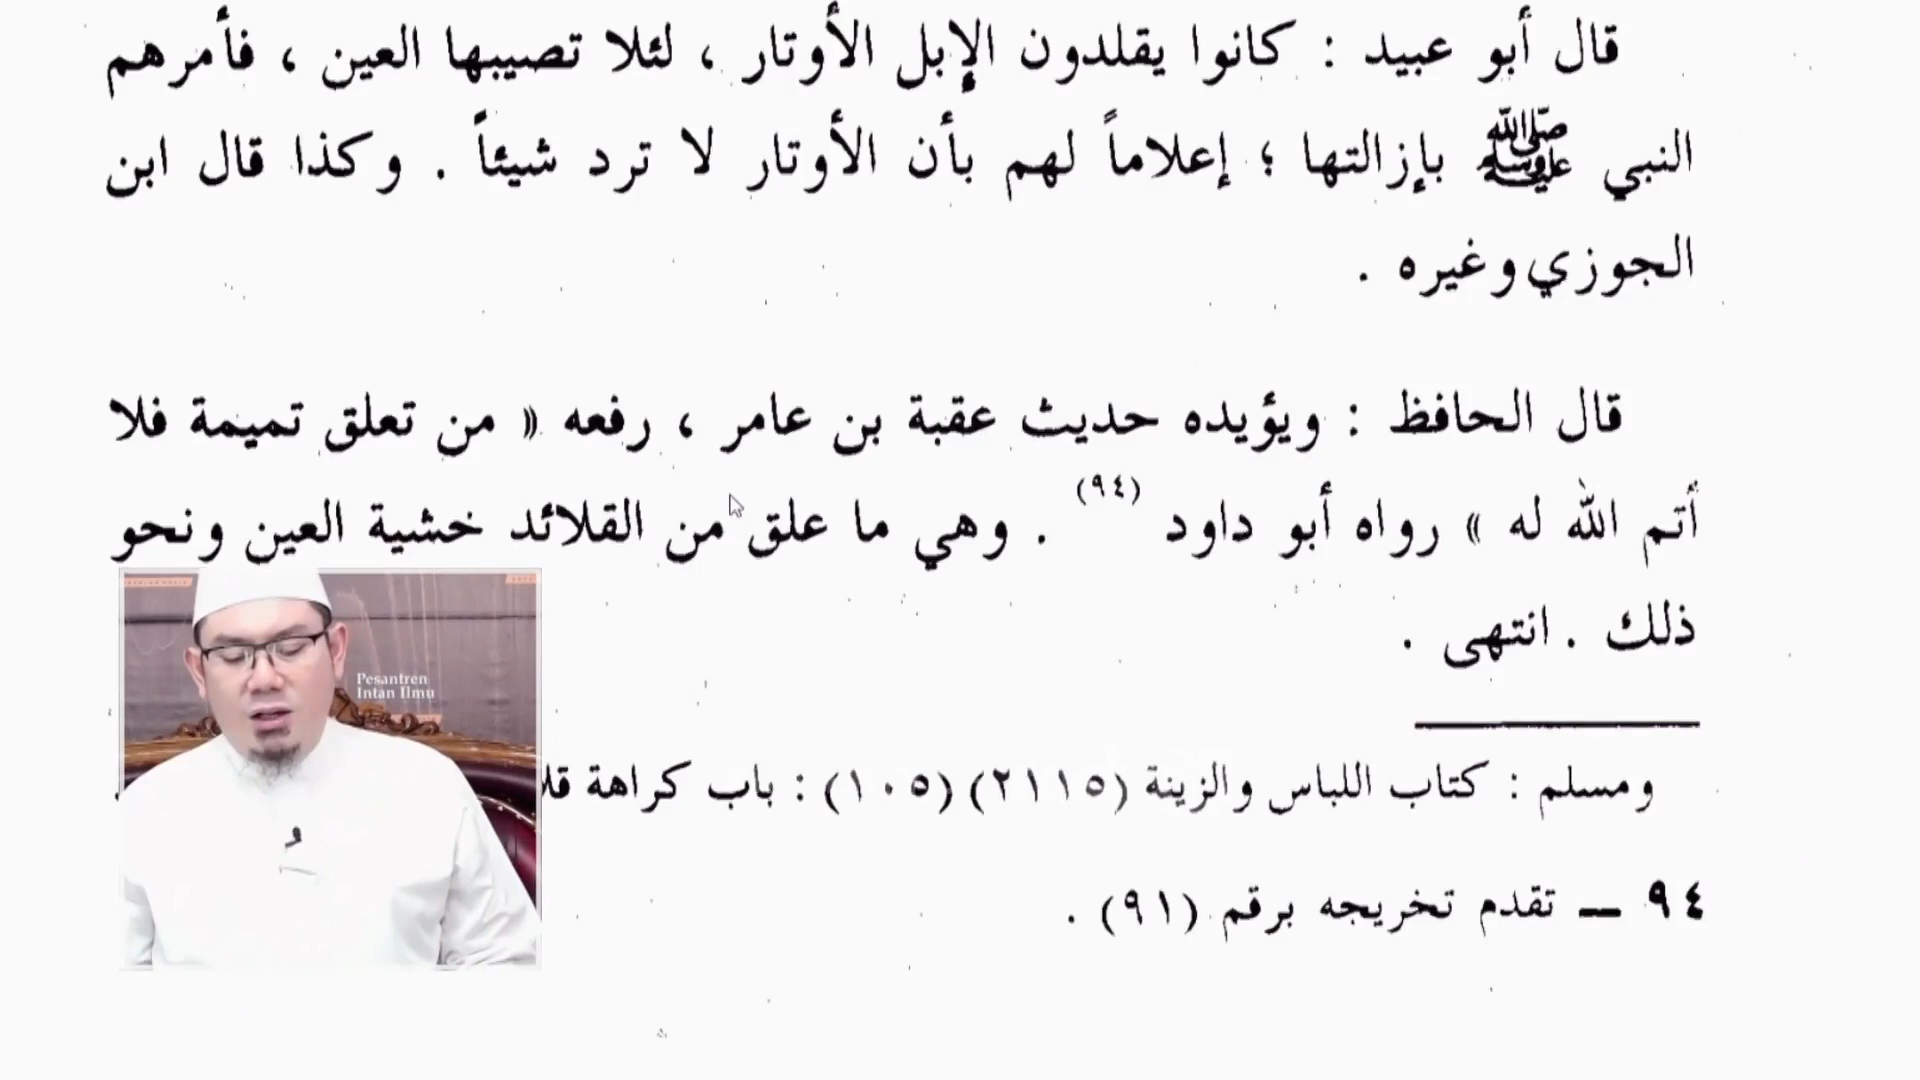 قال أبو عبيد : كانوا يقلدون الإبل الأوتار ، لئلا تصيبها العين ، فأمرهم
النبي ﷺ بإزالتها ؛ إعلاماً لهم بأن الأوتار لا ترد شيئاً . وكذا قال ابن
الجوزي وغيره .
قال الحافظ : ويؤيده حديث عقبة بن عامر ، رفعه « من تعلق تميمة فلا
أتم الله له » رواه أبو داود (٩٤) . وهي ما علق من القلائد خشية العين ونحو
ذلك . انتهى .
ومسلم : كتاب اللباس والزينة (٢١١٥) (١٠٥) : باب كراهة
٩٤ — تقدم تخريجه برقم (٩١) .
Pesantren
Intan Ilmu